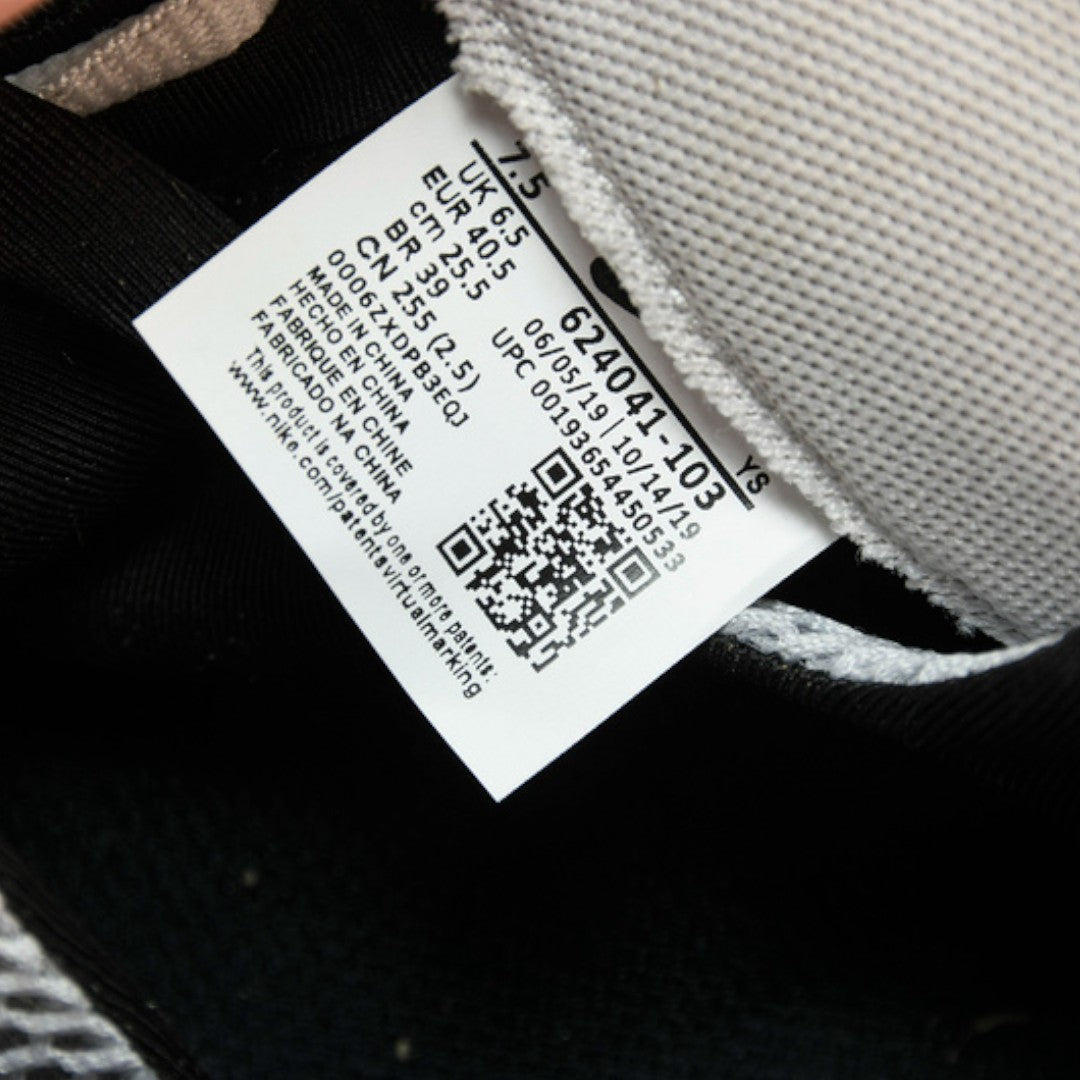 7.5
UK 6.5
EUR 40.5
cm 25.5
BR 39
CN 255 (2.5)
0006ZXDPB3EQJ
MADE IN CHINA
HECHO EN CHINA
FABRIQUE EN CHINE
FABRICADO NA CHINA
This product is covered by one or more patents:
www.nike.com/patentsvirtualmarking
YS
624041-103
06/05/19 | 10/14/19
UPC 00193654450533